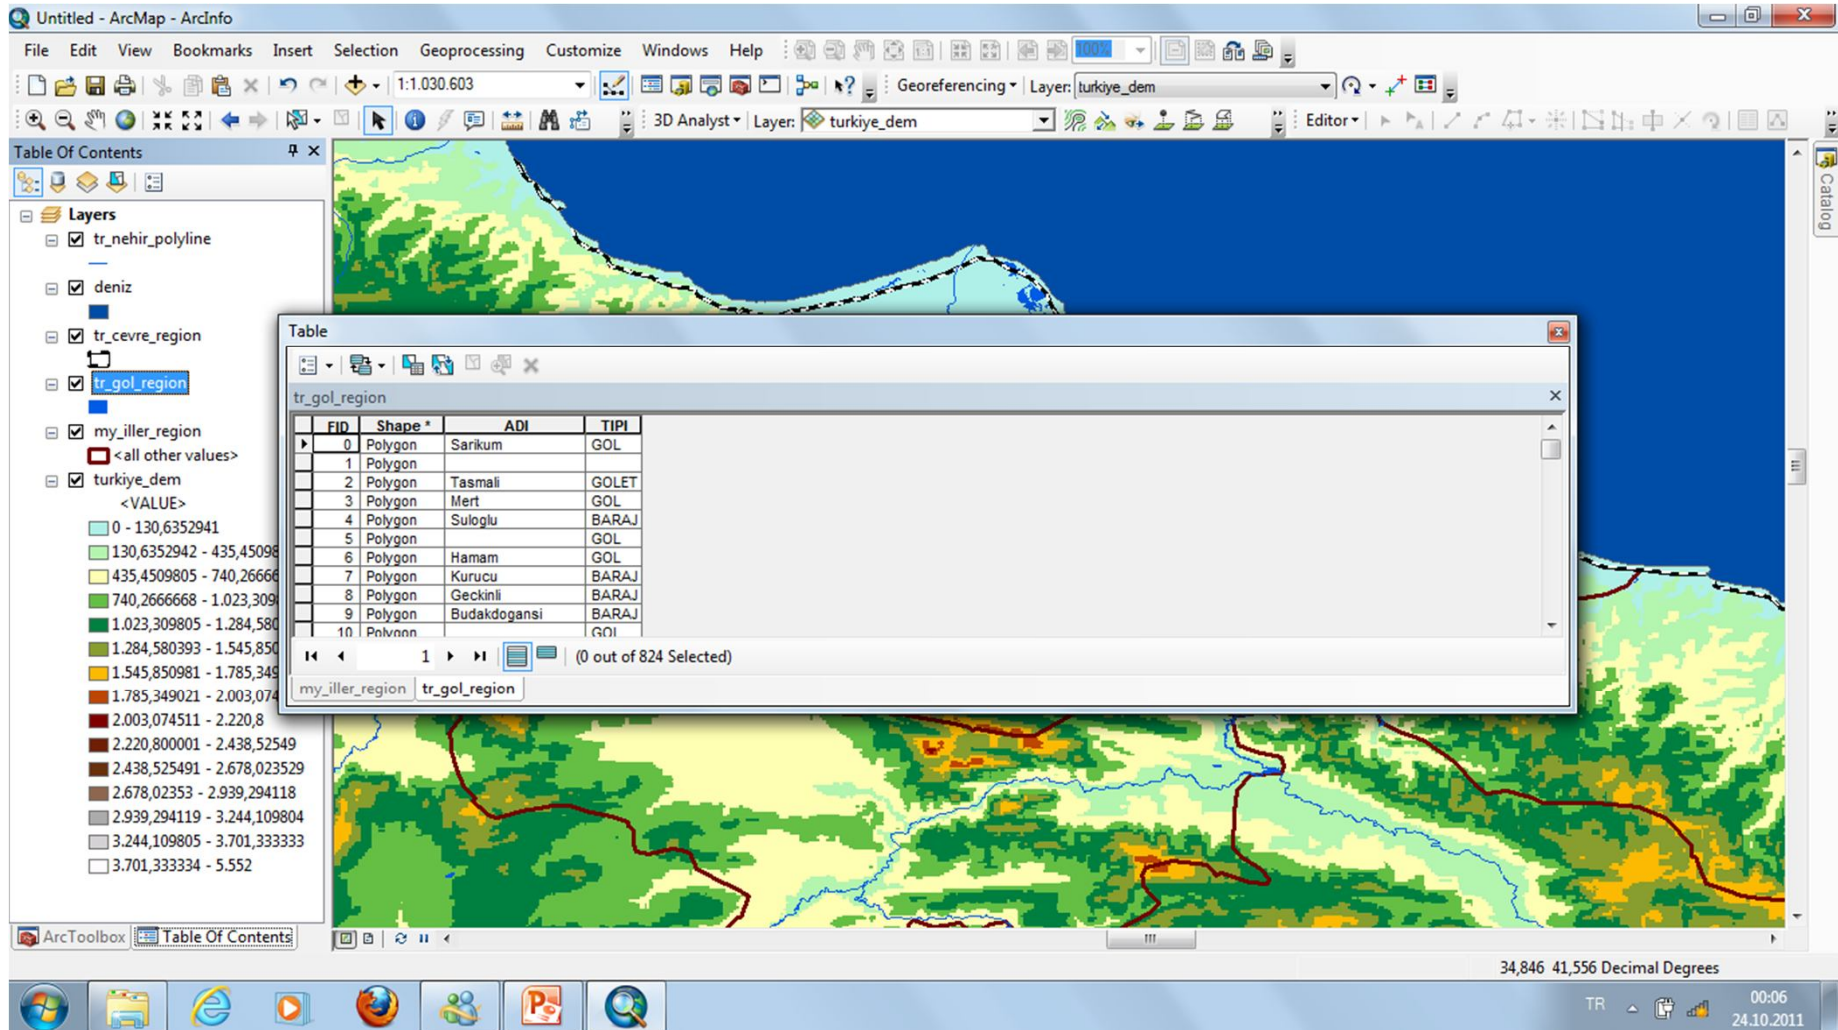 Untitled - ArcMap - ArcInfo
File Edit View Bookmarks Insert Selection Geoprocessing Customize Windows Help 100%
1:1.030.603 Georeferencing Layer: turkiye_dem
3D Analyst Layer: turkiye_dem Editor
Table Of Contents
Catalog
Layers
tr_nehir_polyline
deniz
tr_cevre_region
tr_gol_region
my_iller_region
<all other values>
turkiye_dem
<VALUE>
0 - 130,6352941
130,6352942 - 435,45098
435,4509805 - 740,26666
740,2666668 - 1.023,309
1.023,309805 - 1.284,580
1.284,580393 - 1.545,850
1.545,850981 - 1.785,349
1.785,349021 - 2.003,074
2.003,074511 - 2.220,8
2.220,800001 - 2.438,52549
2.438,525491 - 2.678,023529
2.678,02353 - 2.939,294118
2.939,294119 - 3.244,109804
3.244,109805 - 3.701,333333
3.701,333334 - 5.552
Table
tr_gol_region
FID Shape * ADI TIPI
0 Polygon Sarikum GOL
1 Polygon
2 Polygon Tasmali GOLET
3 Polygon Mert GOL
4 Polygon Suloglu BARAJ
5 Polygon GOL
6 Polygon Hamam GOL
7 Polygon Kurucu BARAJ
8 Polygon Geckinli BARAJ
9 Polygon Budakdogansi BARAJ
10 Polygon GOL
1 (0 out of 824 Selected)
my_iller_region tr_gol_region
ArcToolbox Table Of Contents
34,846 41,556 Decimal Degrees
TR 00:06
24.10.2011